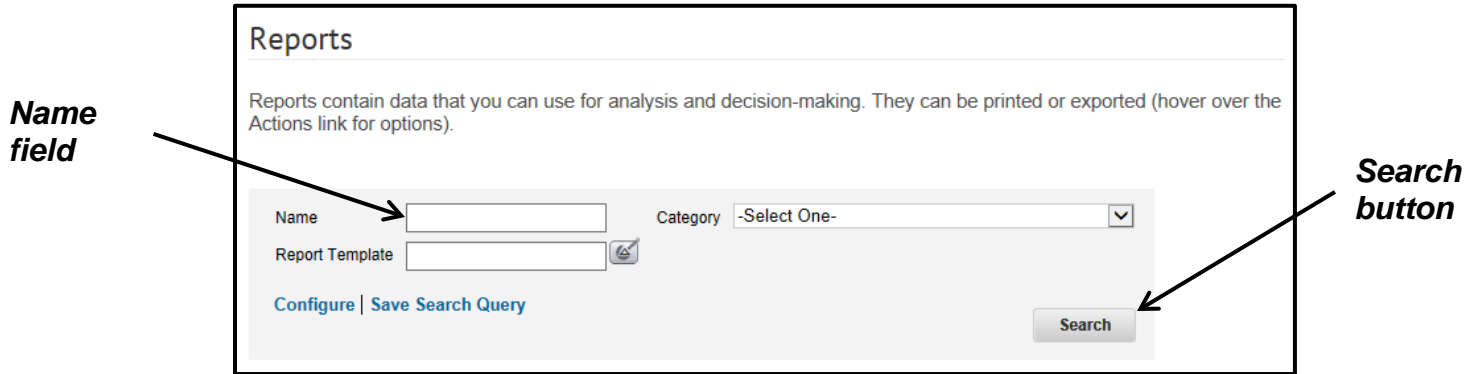 Reports
Reports contain data that you can use for analysis and decision-making. They can be printed or exported (hover over the
Actions link for options).
Name
field
Search
button
Name
Category
-Select One-
Report Template
Configure | Save Search Query
Search